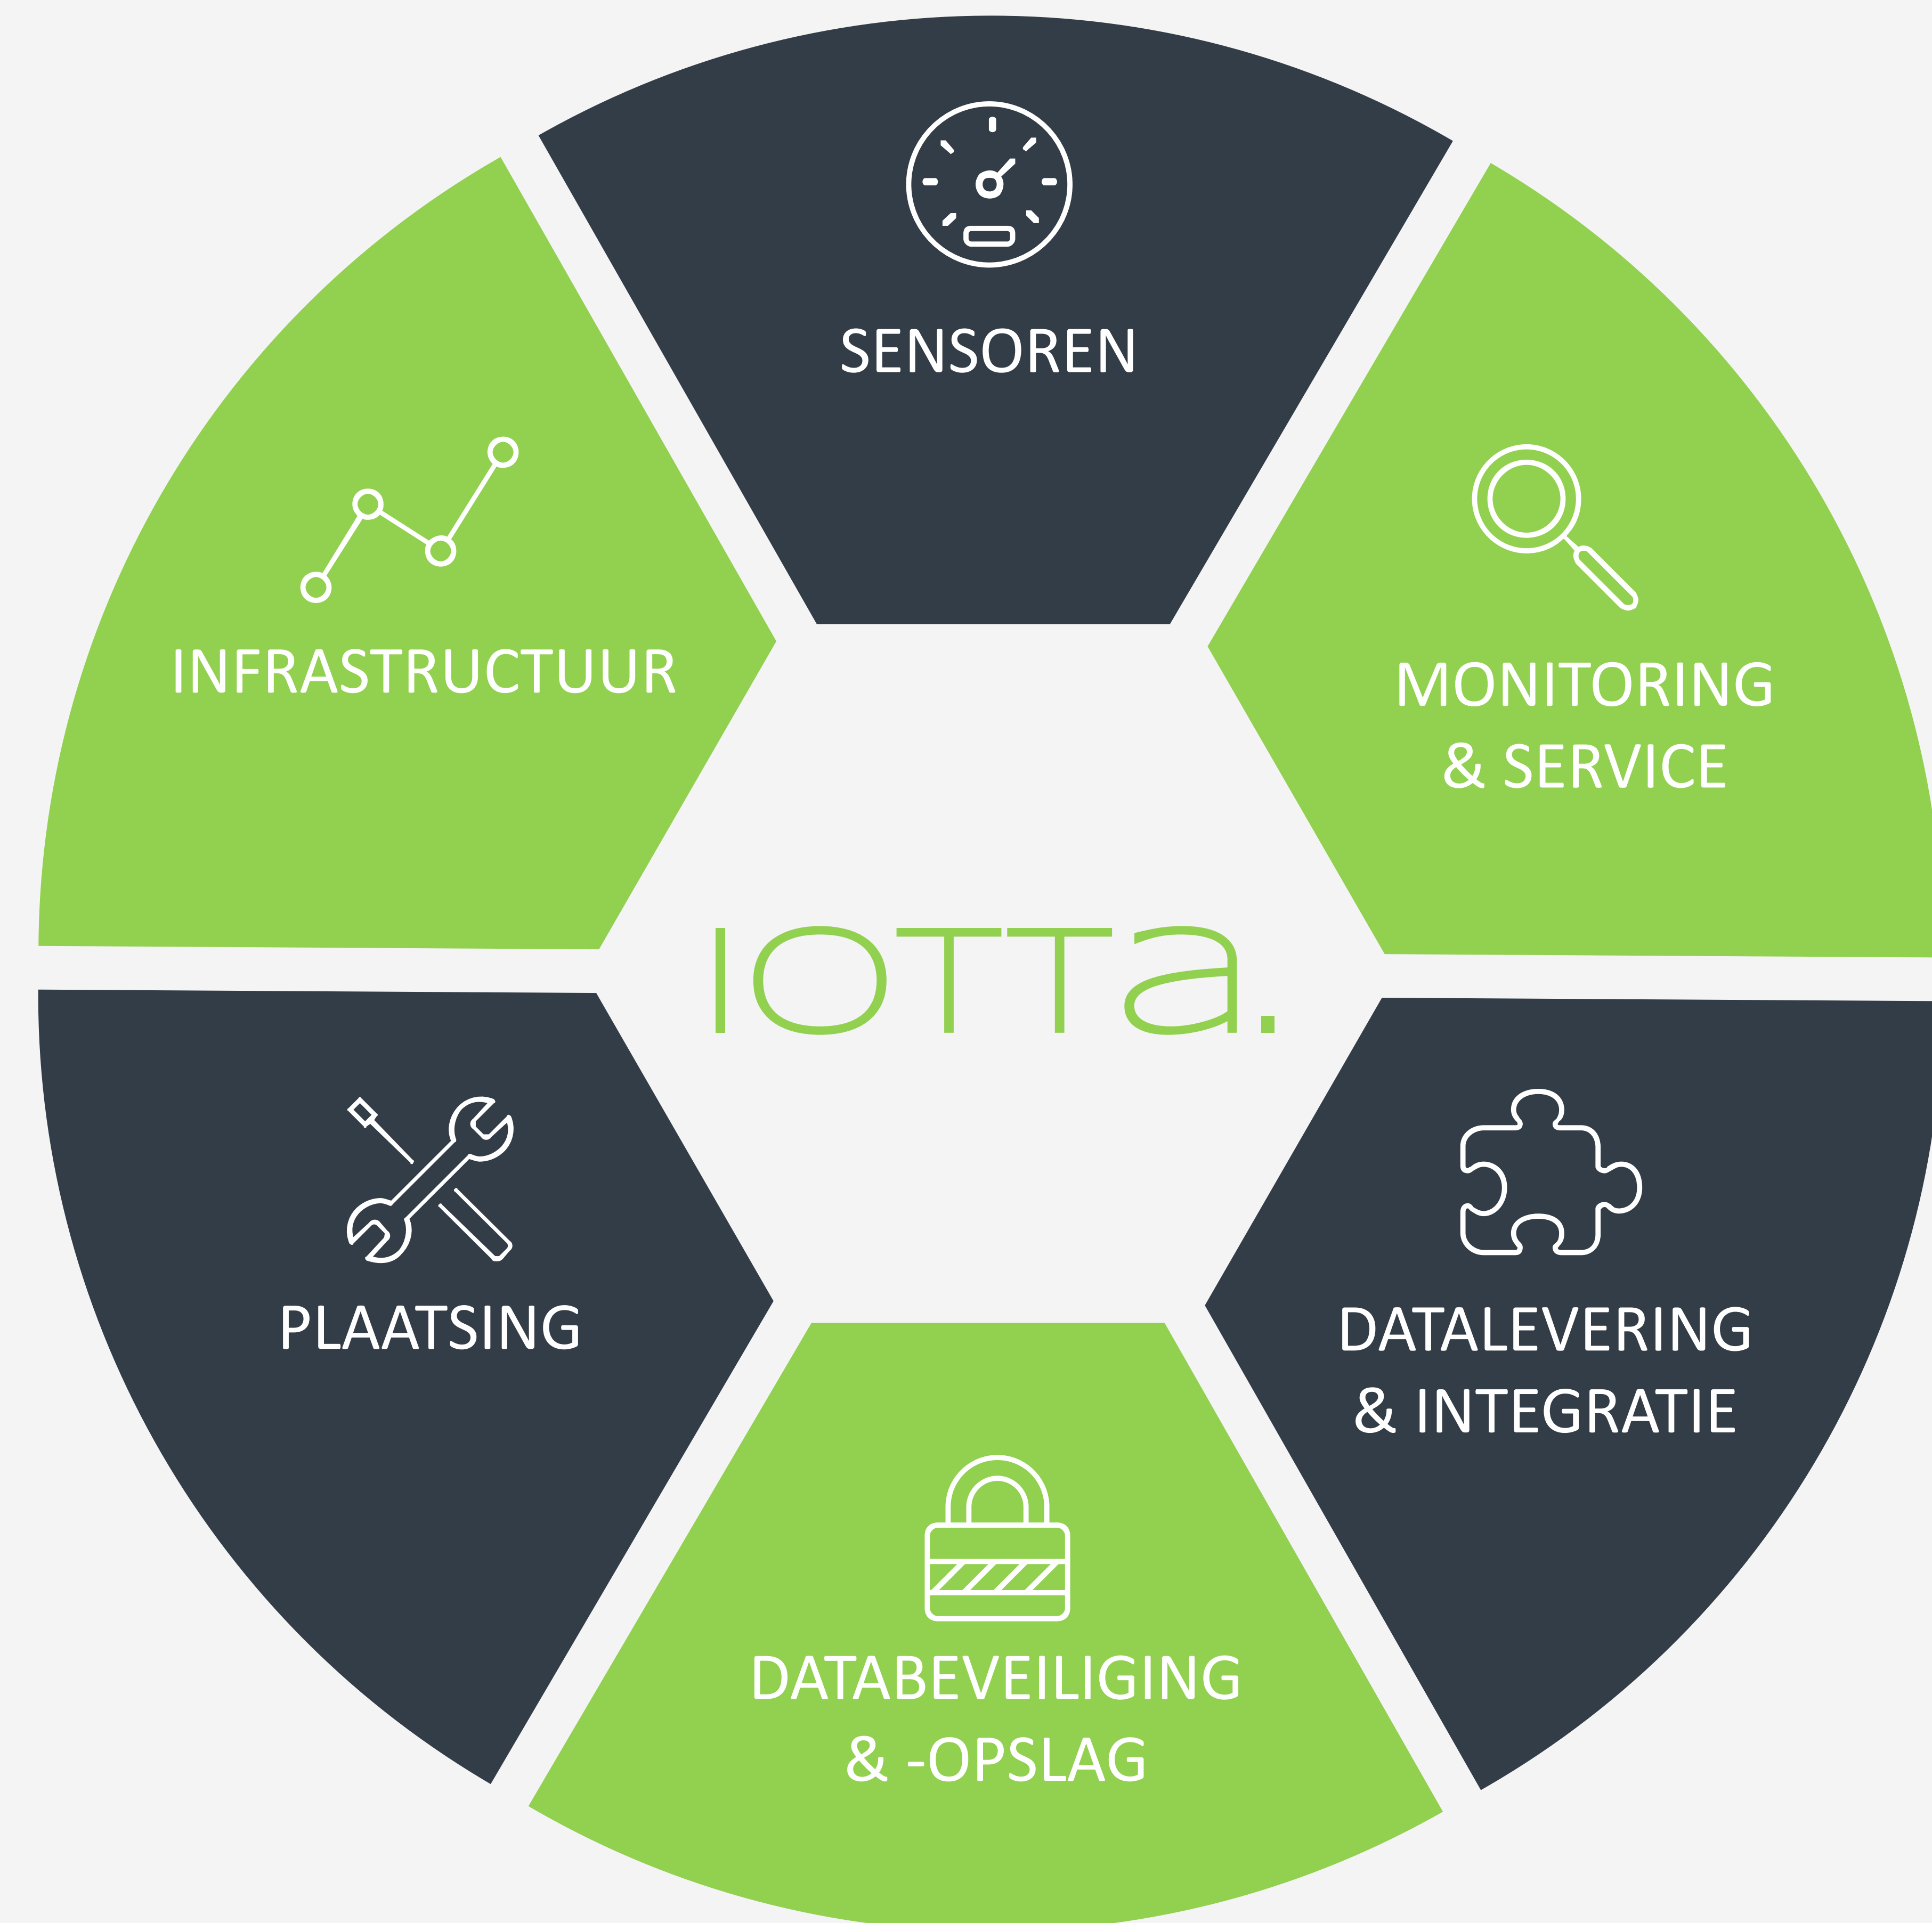 SENSOREN
INFRASTRUCTUUR
MONITORING
& SERVICE
IOTTa.
PLAATSING
DATALEVERING
& INTEGRATIE
DATABEVEILIGING
& -OPSLAG